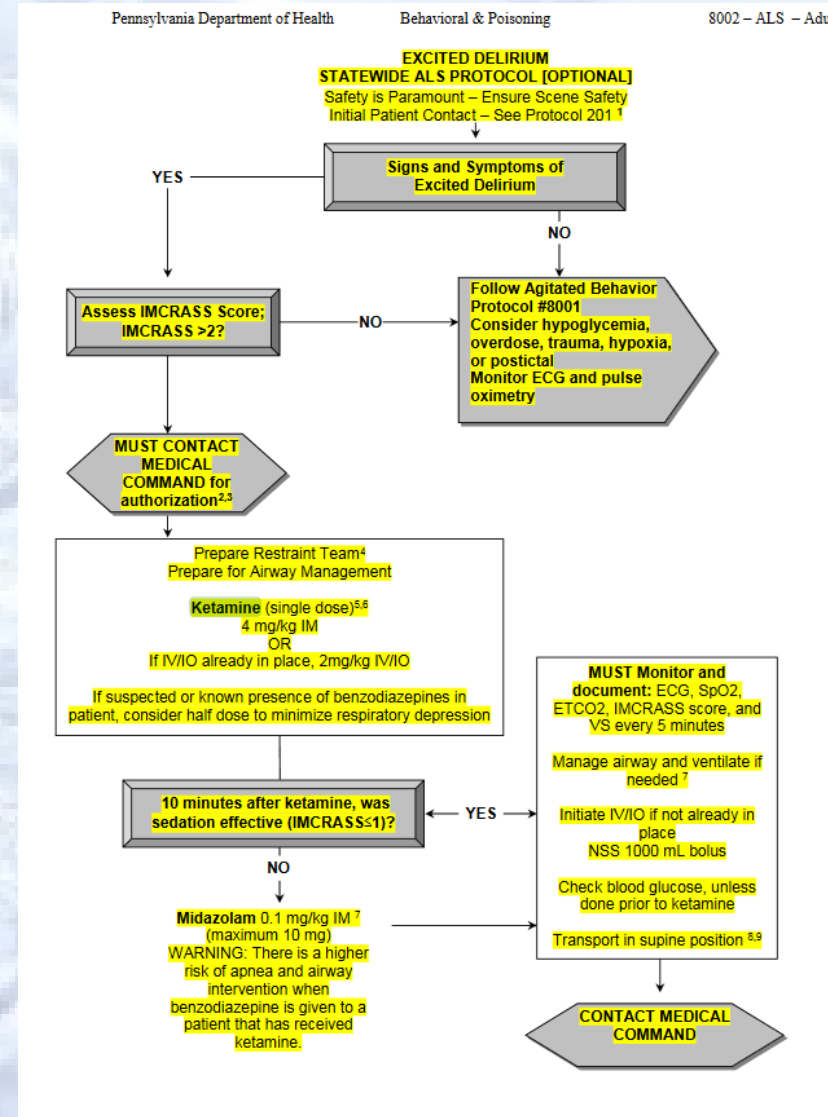 Pennsylvania Department of Health Behavioral & Poisoning 8002 – ALS – Adu
EXCITED DELIRIUM
STATEWIDE ALS PROTOCOL [OPTIONAL]
Safety is Paramount – Ensure Scene Safety
Initial Patient Contact – See Protocol 201 1
Signs and Symptoms of
Excited Delirium
YES
NO
Assess IMCRASS Score;
IMCRASS >2?
NO
Follow Agitated Behavior
Protocol #8001
Consider hypoglycemia,
overdose, trauma, hypoxia,
or postictal
Monitor ECG and pulse
oximetry
MUST CONTACT
MEDICAL
COMMAND for
authorization2,3
Prepare Restraint Team4
Prepare for Airway Management
Ketamine (single dose)5,6
4 mg/kg IM
OR
If IV/IO already in place, 2mg/kg IV/IO
If suspected or known presence of benzodiazepines in
patient, consider half dose to minimize respiratory depression
10 minutes after ketamine, was
sedation effective (IMCRASS≤1)?
YES
NO
Midazolam 0.1 mg/kg IM 7
(maximum 10 mg)
WARNING: There is a higher
risk of apnea and airway
intervention when
benzodiazepine is given to a
patient that has received
ketamine.
MUST Monitor and
document: ECG, SpO2,
ETCO2, IMCRASS score, and
VS every 5 minutes
Manage airway and ventilate if
needed 7
Initiate IV/IO if not already in
place
NSS 1000 mL bolus
Check blood glucose, unless
done prior to ketamine
Transport in supine position 8,9
CONTACT MEDICAL
COMMAND